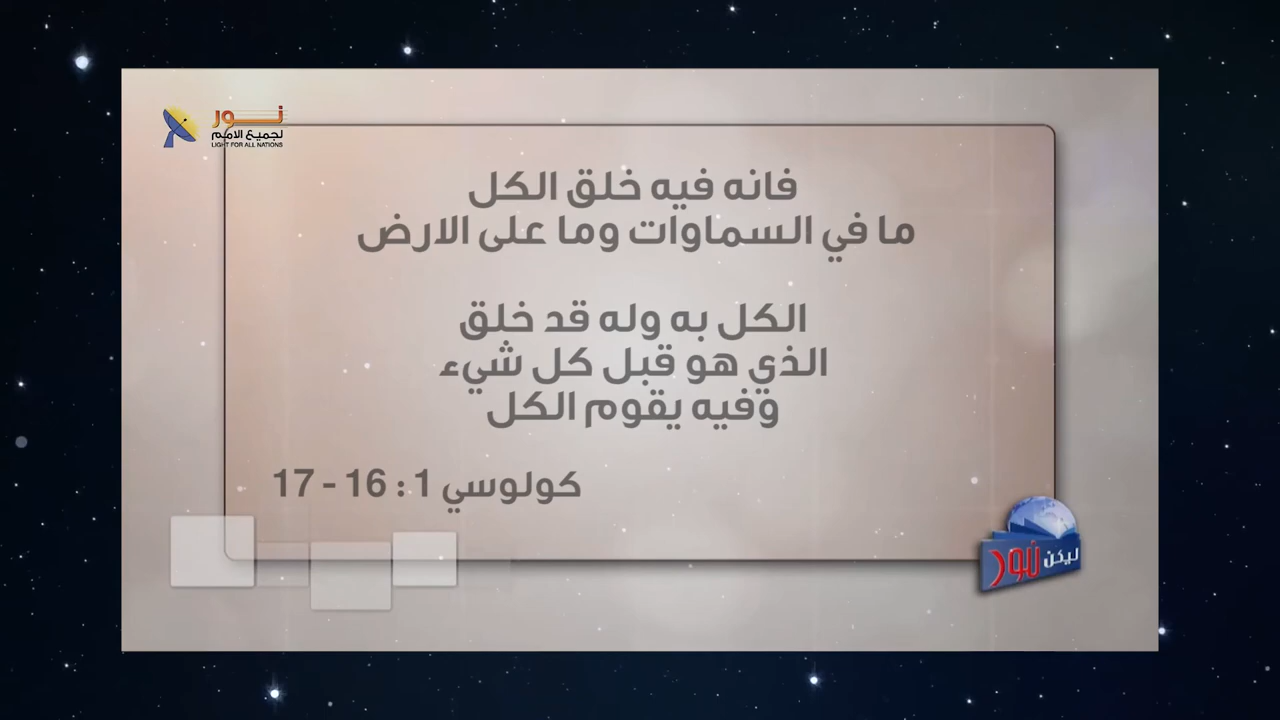 نور
لجميع الامم
LIGHT FOR ALL NATIONS
فانه فيه خلق الكل
ما في السماوات وما على الارض
الكل به وله قد خلق
الذي هو قبل كل شيء
وفيه يقوم الكل
كولوسي 1 : 16 - 17
ليكن نور